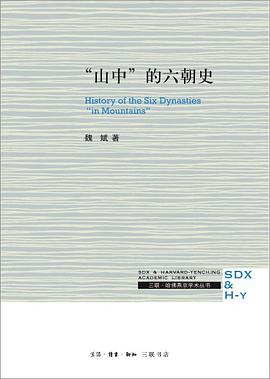 “山中”的六朝史
History of the Six Dynasties
“in Mountains”
魏 斌 著
SDX & HARVARD-YENCHING
ACADEMIC LIBRARY
三联·哈佛燕京学术丛书
SDX
&
H-Y
生活·讀書·新知 三联书店